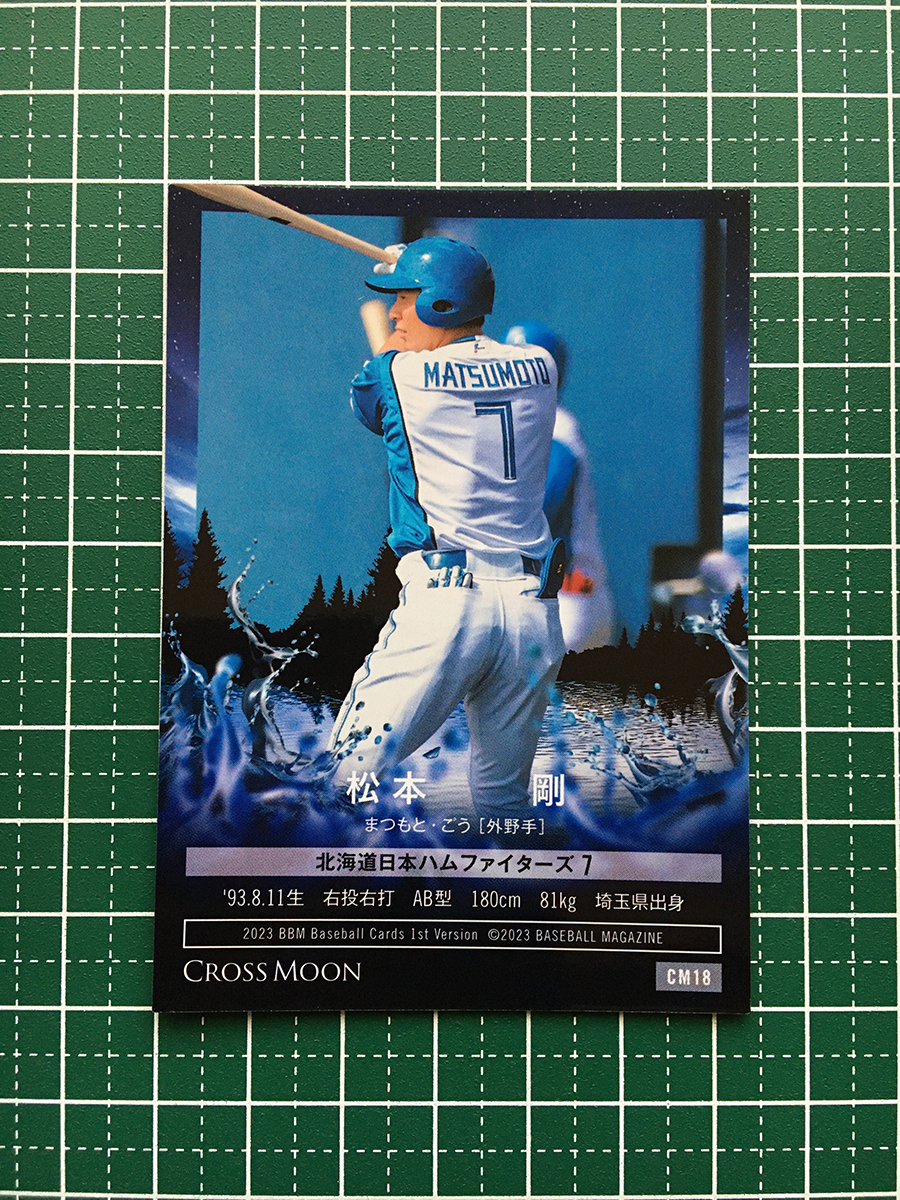 MATSUMOTO
7
松本 剛
まつもと・ごう [外野手]
北海道日本ハムファイターズ 7
'93.8.11生 右投右打 AB型 180cm 81kg 埼玉県出身
2023 BBM Baseball Cards 1st Version ©2023 BASEBALL MAGAZINE
CROSS MOON CM18